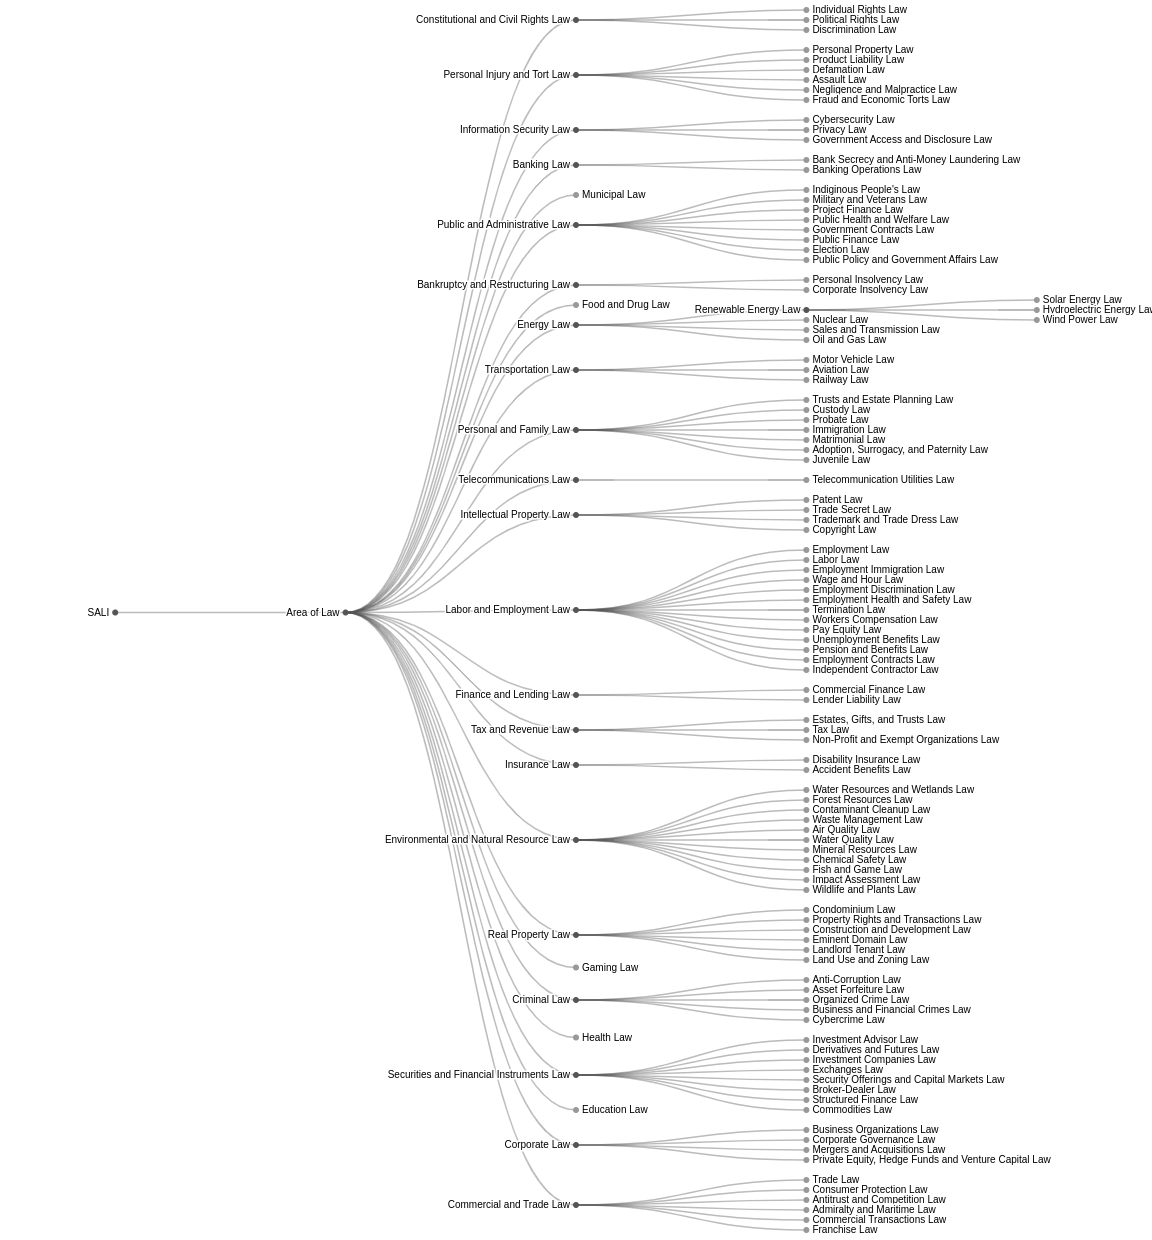 SALI
Area of Law
Constitutional and Civil Rights Law
Individual Rights Law
Political Rights Law
Discrimination Law
Personal Injury and Tort Law
Personal Property Law
Product Liability Law
Defamation Law
Assault Law
Negligence and Malpractice Law
Fraud and Economic Torts Law
Information Security Law
Cybersecurity Law
Privacy Law
Government Access and Disclosure Law
Banking Law
Bank Secrecy and Anti-Money Laundering Law
Banking Operations Law
Municipal Law
Public and Administrative Law
Indiginous People's Law
Military and Veterans Law
Project Finance Law
Public Health and Welfare Law
Government Contracts Law
Public Finance Law
Election Law
Public Policy and Government Affairs Law
Bankruptcy and Restructuring Law
Personal Insolvency Law
Corporate Insolvency Law
Food and Drug Law
Energy Law
Renewable Energy Law
Solar Energy Law
Hydroelectric Energy Law
Wind Power Law
Nuclear Law
Sales and Transmission Law
Oil and Gas Law
Transportation Law
Motor Vehicle Law
Aviation Law
Railway Law
Personal and Family Law
Trusts and Estate Planning Law
Custody Law
Probate Law
Immigration Law
Matrimonial Law
Adoption, Surrogacy, and Paternity Law
Juvenile Law
Telecommunications Law
Telecommunication Utilities Law
Intellectual Property Law
Patent Law
Trade Secret Law
Trademark and Trade Dress Law
Copyright Law
Labor and Employment Law
Employment Law
Labor Law
Employment Immigration Law
Wage and Hour Law
Employment Discrimination Law
Employment Health and Safety Law
Termination Law
Workers Compensation Law
Pay Equity Law
Unemployment Benefits Law
Pension and Benefits Law
Employment Contracts Law
Independent Contractor Law
Finance and Lending Law
Commercial Finance Law
Lender Liability Law
Tax and Revenue Law
Estates, Gifts, and Trusts Law
Tax Law
Non-Profit and Exempt Organizations Law
Insurance Law
Disability Insurance Law
Accident Benefits Law
Environmental and Natural Resource Law
Water Resources and Wetlands Law
Forest Resources Law
Contaminant Cleanup Law
Waste Management Law
Air Quality Law
Water Quality Law
Mineral Resources Law
Chemical Safety Law
Fish and Game Law
Impact Assessment Law
Wildlife and Plants Law
Real Property Law
Condominium Law
Property Rights and Transactions Law
Construction and Development Law
Eminent Domain Law
Landlord Tenant Law
Land Use and Zoning Law
Gaming Law
Criminal Law
Anti-Corruption Law
Asset Forfeiture Law
Organized Crime Law
Business and Financial Crimes Law
Cybercrime Law
Health Law
Securities and Financial Instruments Law
Investment Advisor Law
Derivatives and Futures Law
Investment Companies Law
Exchanges Law
Security Offerings and Capital Markets Law
Broker-Dealer Law
Structured Finance Law
Commodities Law
Education Law
Corporate Law
Business Organizations Law
Corporate Governance Law
Mergers and Acquisitions Law
Private Equity, Hedge Funds and Venture Capital Law
Commercial and Trade Law
Trade Law
Consumer Protection Law
Antitrust and Competition Law
Admiralty and Maritime Law
Commercial Transactions Law
Franchise Law